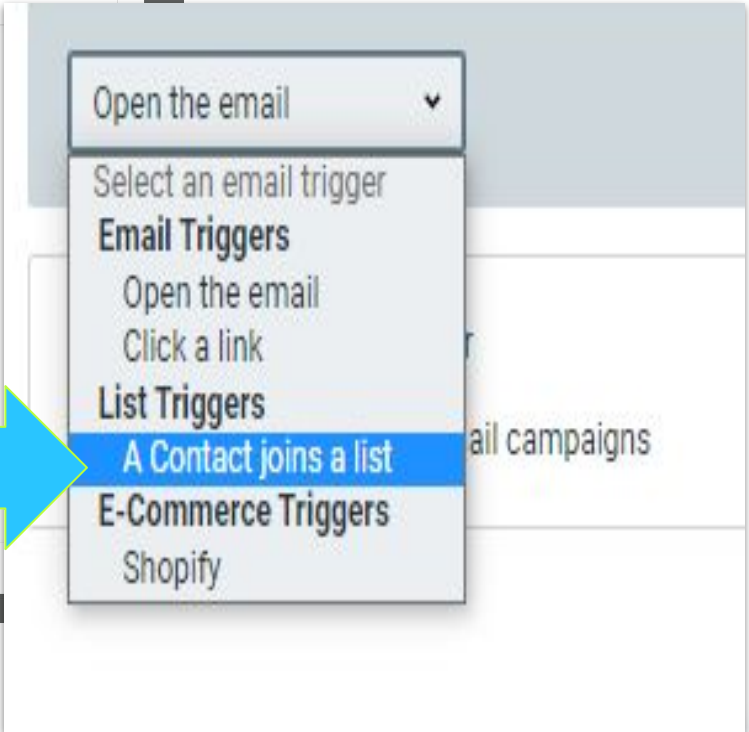 Open the email
Select an email trigger
Email Triggers
Open the email
Click a link
List Triggers
A Contact joins a list
ail campaigns
E-Commerce Triggers
Shopify